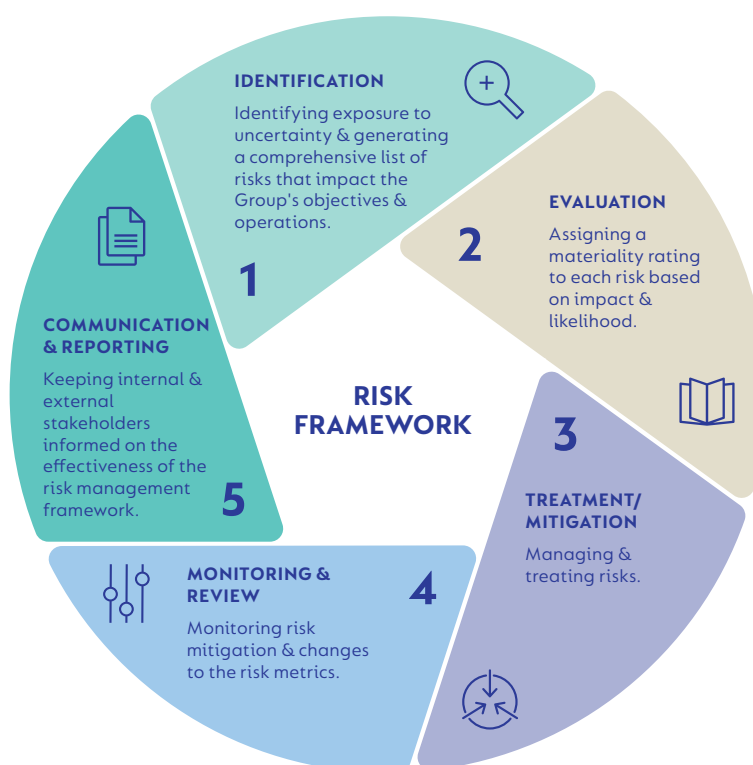 IDENTIFICATION
Identifying exposure to
uncertainty & generating
a comprehensive list of
risks that impact the
Group's objectives &
operations.
1
EVALUATION
Assigning a
materiality rating
to each risk based
on impact &
likelihood.
2
RISK
FRAMEWORK
3
TREATMENT/
MITIGATION
Managing &
treating risks.
4
MONITORING &
REVIEW
Monitoring risk
mitigation & changes
to the risk metrics.
COMMUNICATION
& REPORTING
Keeping internal &
external
stakeholders
informed on the
effectiveness of the
risk management
framework.
5